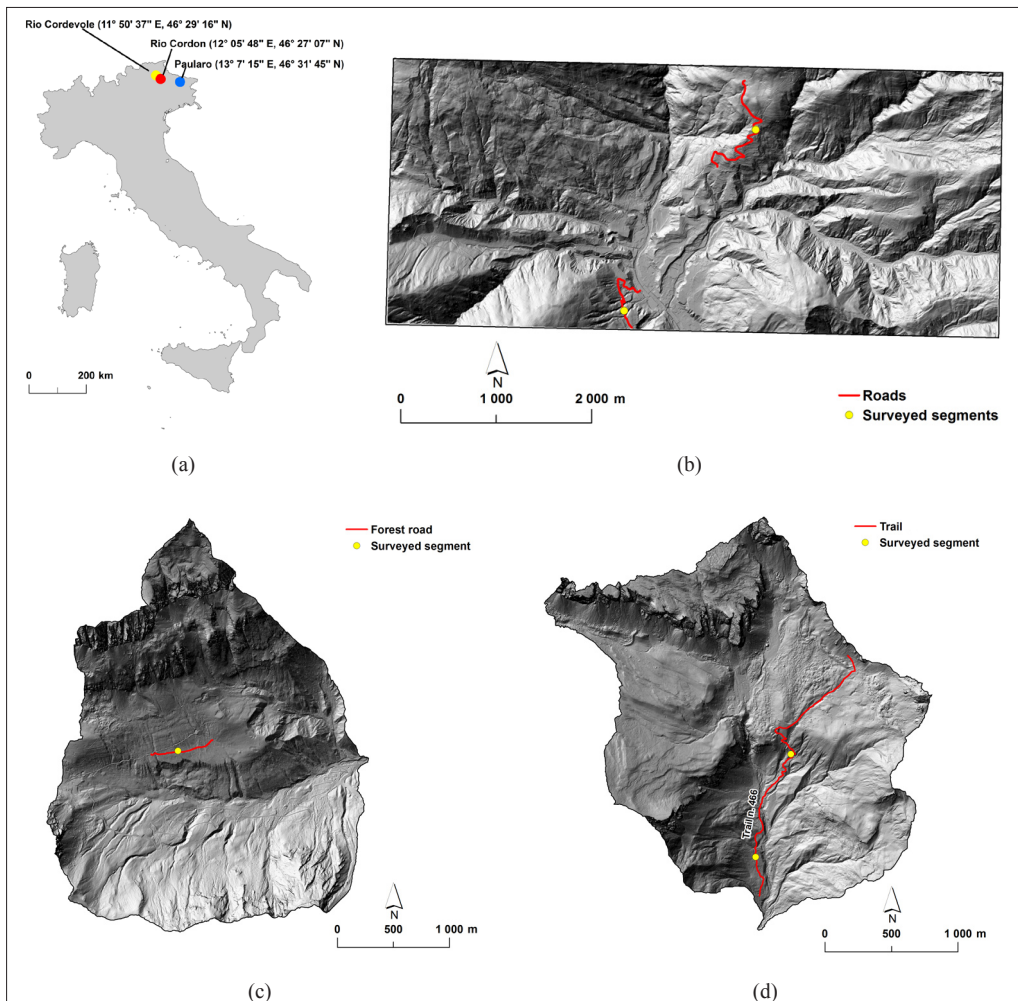 Rio Cordevole (11° 50' 37" E, 46° 29' 16" N)
Rio Cordon (12° 05' 48" E, 46° 27' 07" N)
Paularo (13° 7' 15" E, 46° 31' 45" N)
0 200 km
(a)
N
0 1 000 2 000 m
Roads
Surveyed segments
(b)
Forest road
Surveyed segment
N
0 500 1 000 m
(c)
Trail
Surveyed segment
Trail n. 466
N
0 500 1 000 m
(d)